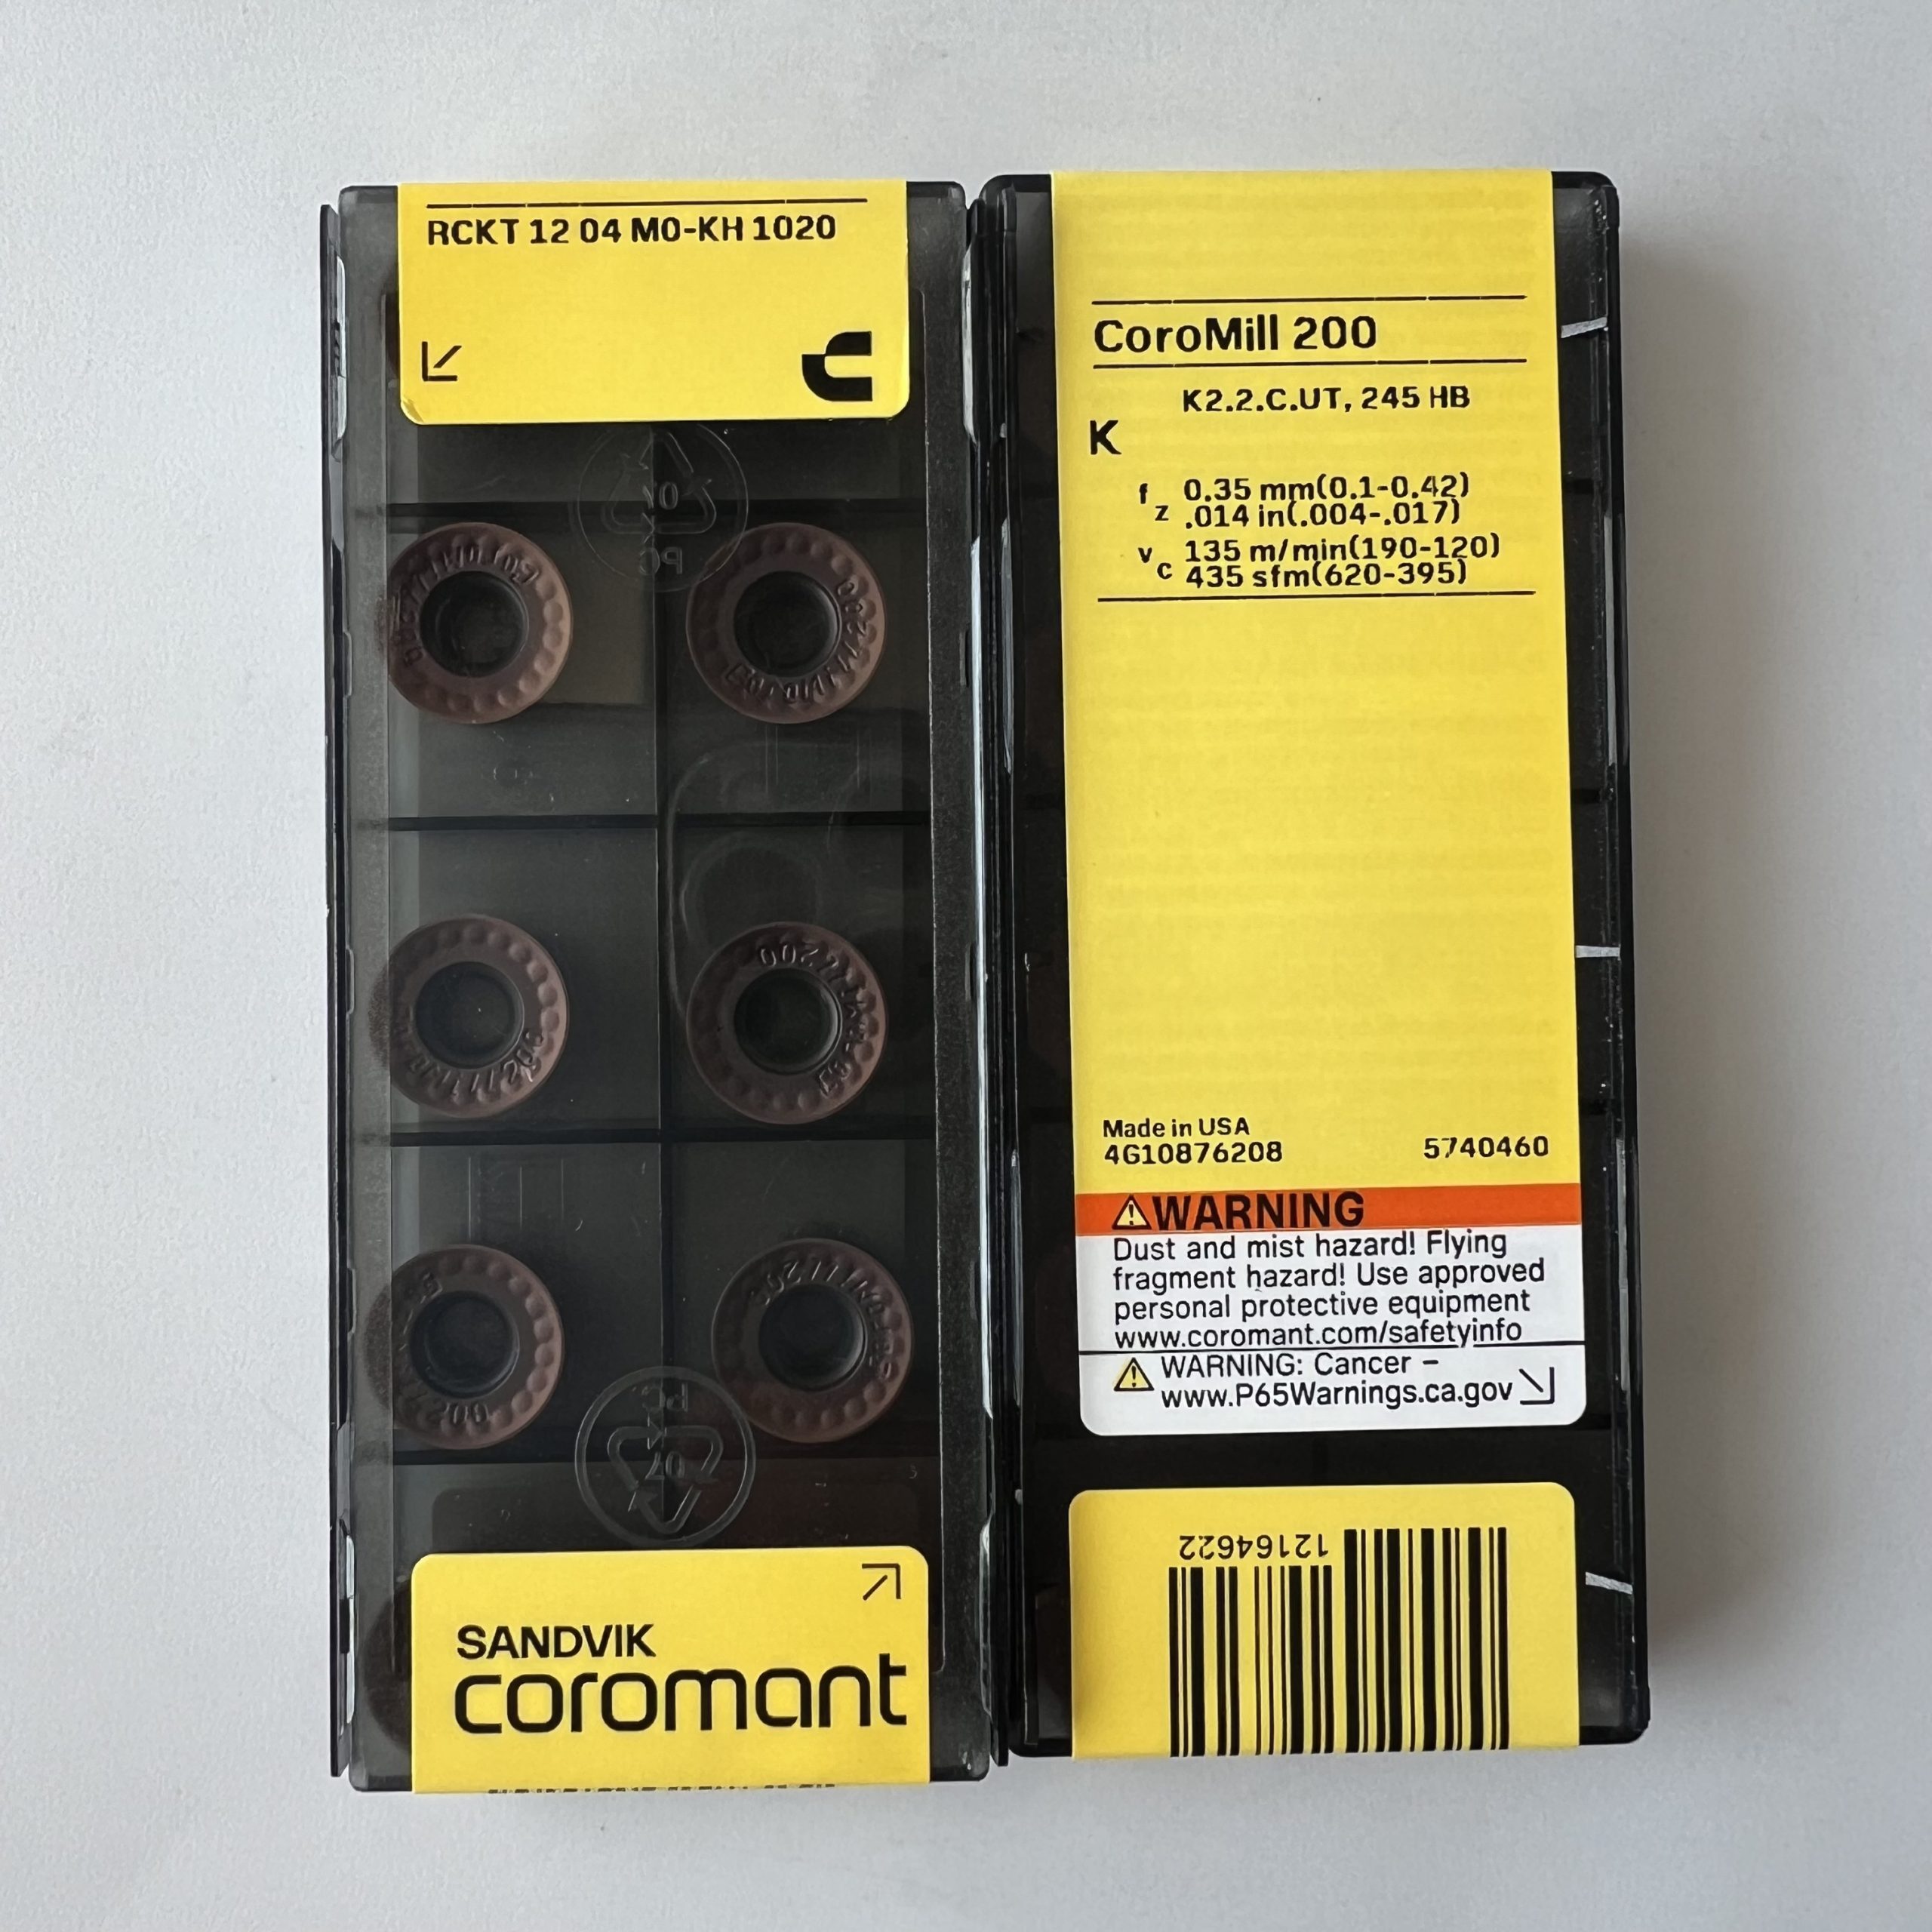 RCKT 12 04 M0-KH 1020
SANDVIK
coromant
CoroMill 200
K2.2.C.UT, 245 HB
K
f z 0.35 mm(0.1-0.42)
.014 in(.004-.017)
v c 135 m/min(190-120)
435 sfm(620-395)
Made in USA
4G10876208 5740460
⚠WARNING
Dust and mist hazard! Flying
fragment hazard! Use approved
personal protective equipment
www.coromant.com/safetyinfo
⚠ WARNING: Cancer -
www.P65Warnings.ca.gov
12164622